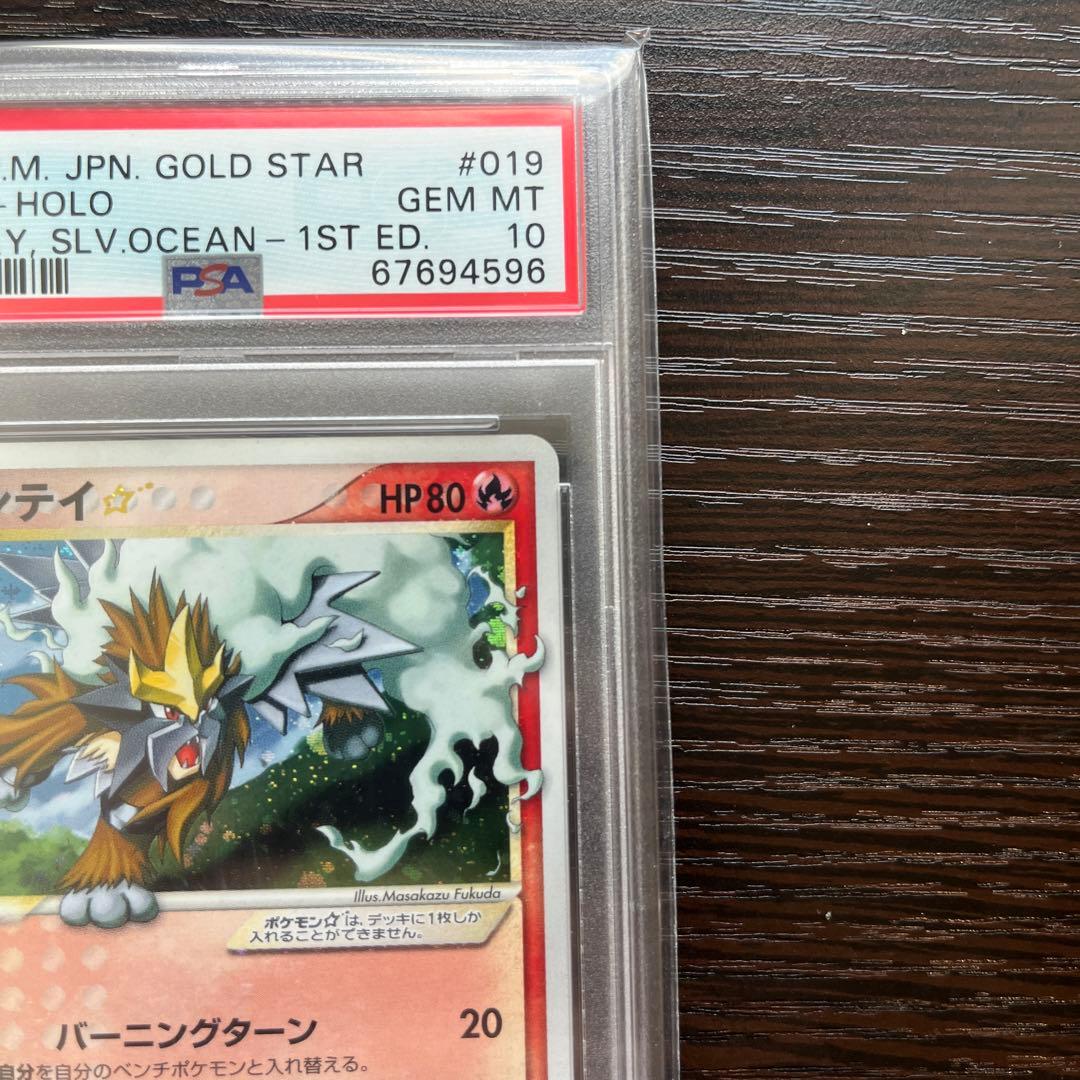 .M. JPN. GOLD STAR #019
-HOLO GEM MT
Y, SLV.OCEAN-1ST ED. 10
PSA 67694596
ンテイ☆ HP80
Illus.Masakazu Fukuda
ポケモン☆は、デッキに1枚しか
入れることができません。
バーニングターン 20
自分を自分のベンチポケモンと入れ替える。